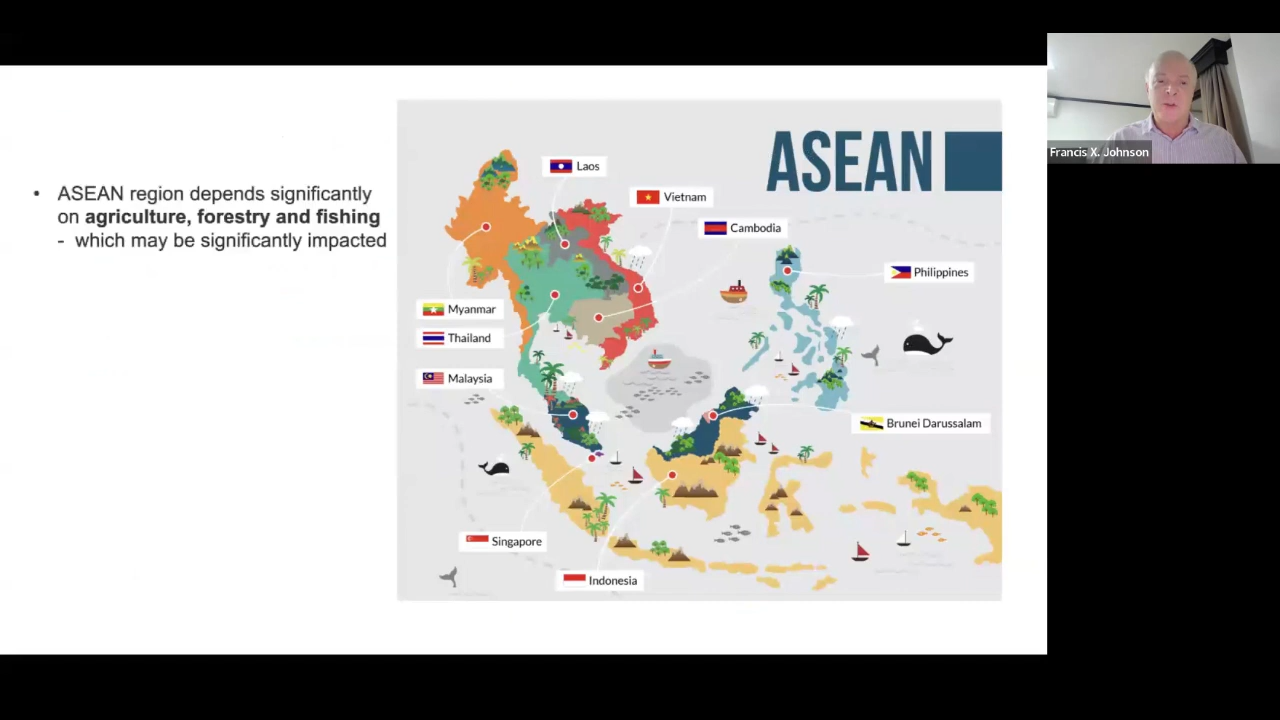 • ASEAN region depends significantly
on agriculture, forestry and fishing
- which may be significantly impacted
ASEAN
Laos
Vietnam
Cambodia
Philippines
Myanmar
Thailand
Malaysia
Brunei Darussalam
Singapore
Indonesia
Francis X. Johnson